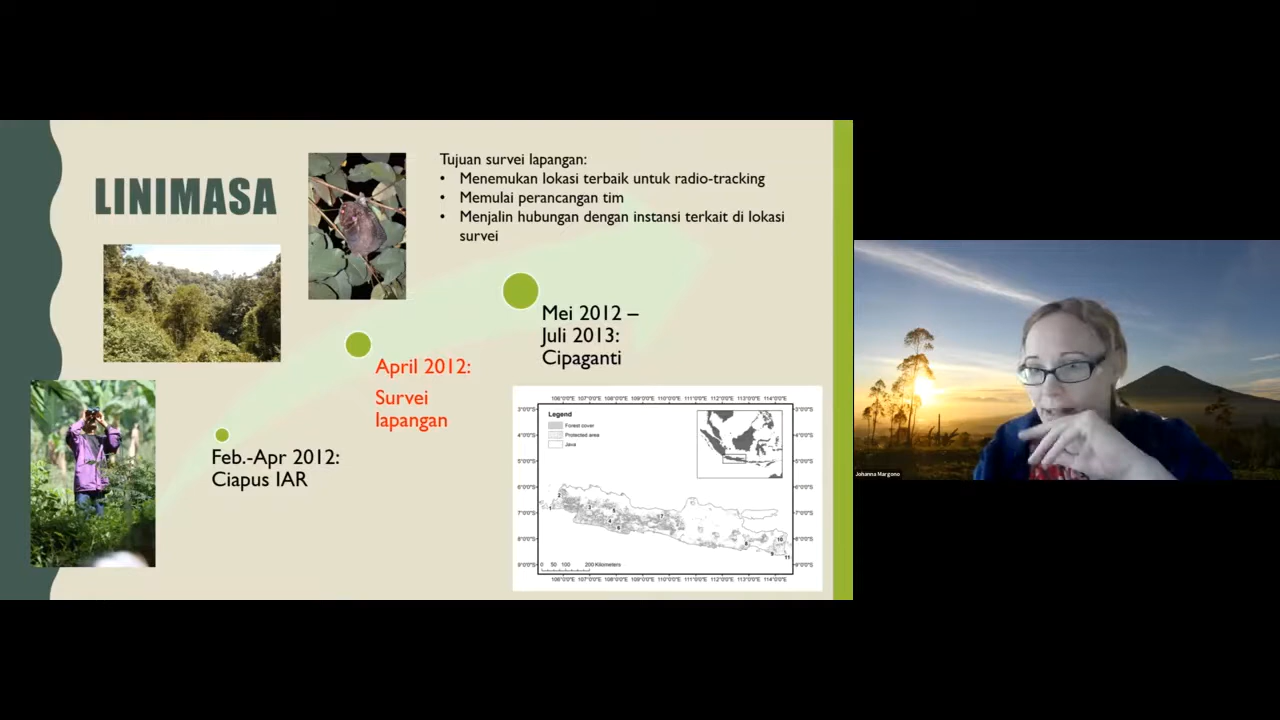 LINIMASA
Tujuan survei lapangan:
• Menemukan lokasi terbaik untuk radio-tracking
• Memulai perancangan tim
• Menjalin hubungan dengan instansi terkait di lokasi
survei
Mei 2012 –
Juli 2013:
Cipaganti
April 2012:
Survei
lapangan
Feb.-Apr 2012:
Ciapus IAR
Legend
Forest cover
Protected area
Java
0 50 100 200 Kilometers
Johanna Margono